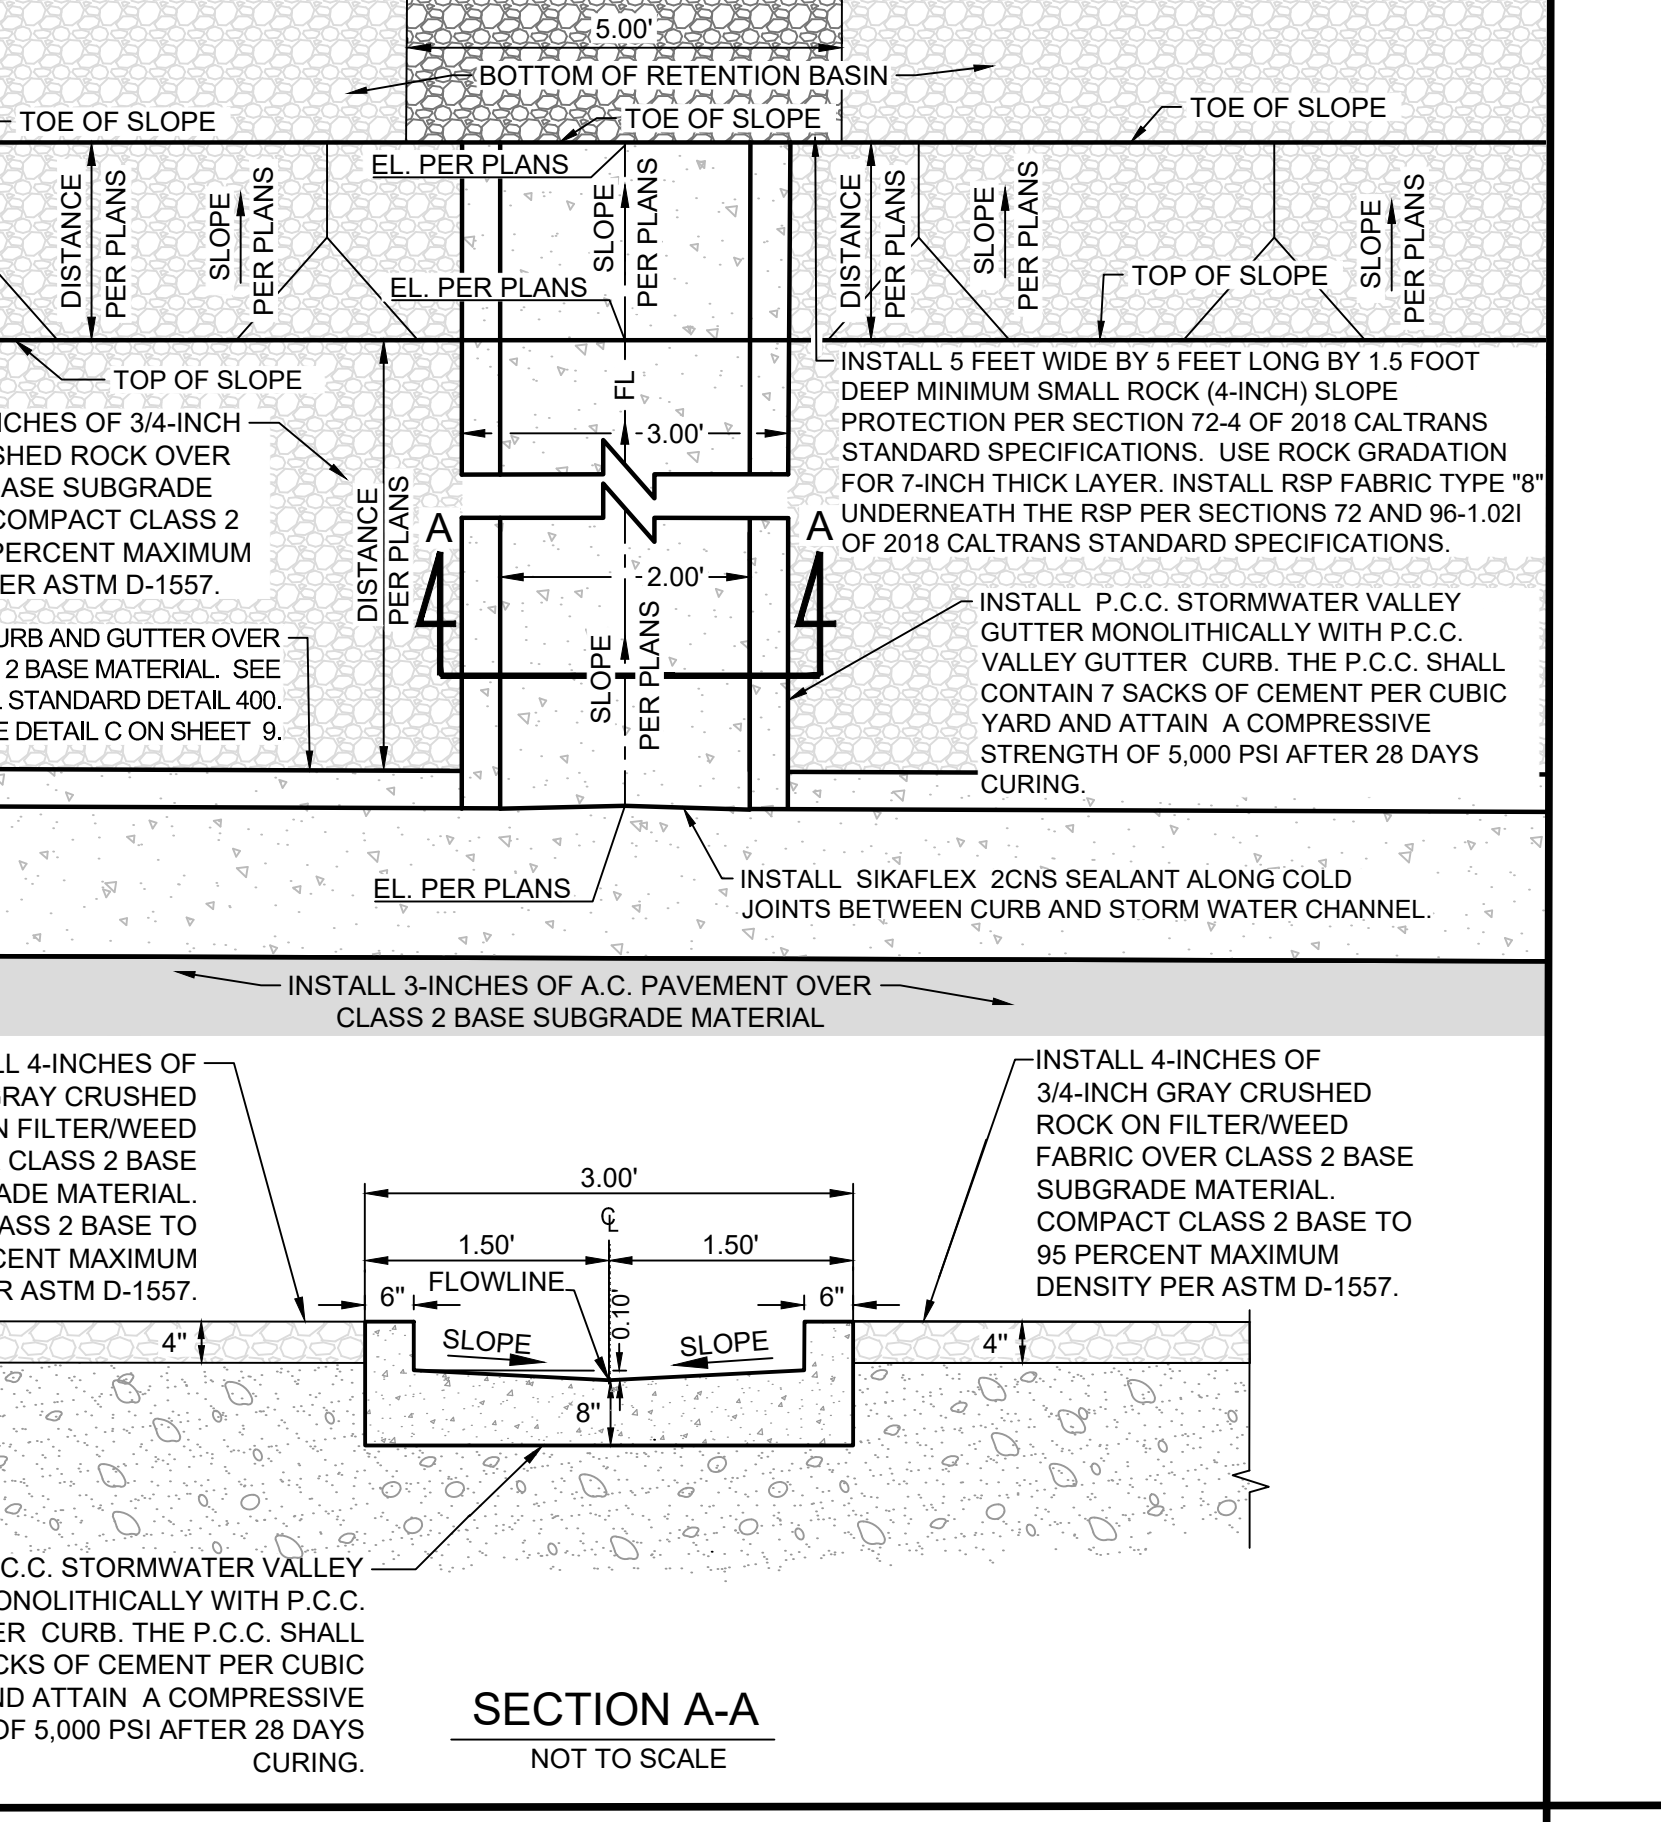 5.00'
BOTTOM OF RETENTION BASIN
TOE OF SLOPE
TOE OF SLOPE
TOE OF SLOPE
EL. PER PLANS
DISTANCE
PER PLANS
SLOPE
PER PLANS
SLOPE
PER PLANS
DISTANCE
PER PLANS
SLOPE
PER PLANS
SLOPE
PER PLANS
EL. PER PLANS
TOP OF SLOPE
TOP OF SLOPE
FL
3.00'
INSTALL 5 FEET WIDE BY 5 FEET LONG BY 1.5 FOOT
DEEP MINIMUM SMALL ROCK (4-INCH) SLOPE
PROTECTION PER SECTION 72-4 OF 2018 CALTRANS
STANDARD SPECIFICATIONS. USE ROCK GRADATION
FOR 7-INCH THICK LAYER. INSTALL RSP FABRIC TYPE "8"
UNDERNEATH THE RSP PER SECTIONS 72 AND 96-1.02I
OF 2018 CALTRANS STANDARD SPECIFICATIONS.
NCHES OF 3/4-INCH
SHED ROCK OVER
ASE SUBGRADE
COMPACT CLASS 2
PERCENT MAXIMUM
ER ASTM D-1557.
DISTANCE
PER PLANS
A
A
2.00'
SLOPE
PER PLANS
URB AND GUTTER OVER
2 BASE MATERIAL. SEE
L STANDARD DETAIL 400.
E DETAIL C ON SHEET 9.
INSTALL P.C.C. STORMWATER VALLEY
GUTTER MONOLITHICALLY WITH P.C.C.
VALLEY GUTTER CURB. THE P.C.C. SHALL
CONTAIN 7 SACKS OF CEMENT PER CUBIC
YARD AND ATTAIN A COMPRESSIVE
STRENGTH OF 5,000 PSI AFTER 28 DAYS
CURING.
EL. PER PLANS
INSTALL SIKAFLEX 2CNS SEALANT ALONG COLD
JOINTS BETWEEN CURB AND STORM WATER CHANNEL.
INSTALL 3-INCHES OF A.C. PAVEMENT OVER
CLASS 2 BASE SUBGRADE MATERIAL
LL 4-INCHES OF
GRAY CRUSHED
N FILTER/WEED
CLASS 2 BASE
ADE MATERIAL.
ASS 2 BASE TO
CENT MAXIMUM
R ASTM D-1557.
INSTALL 4-INCHES OF
3/4-INCH GRAY CRUSHED
ROCK ON FILTER/WEED
FABRIC OVER CLASS 2 BASE
SUBGRADE MATERIAL.
COMPACT CLASS 2 BASE TO
95 PERCENT MAXIMUM
DENSITY PER ASTM D-1557.
3.00'
℄
1.50'
1.50'
FLOWLINE
6"
0.10'
6"
SLOPE
SLOPE
4"
4"
8"
.C.C. STORMWATER VALLEY
ONOLITHICALLY WITH P.C.C.
ER CURB. THE P.C.C. SHALL
CKS OF CEMENT PER CUBIC
ND ATTAIN A COMPRESSIVE
OF 5,000 PSI AFTER 28 DAYS
CURING.
SECTION A-A
NOT TO SCALE